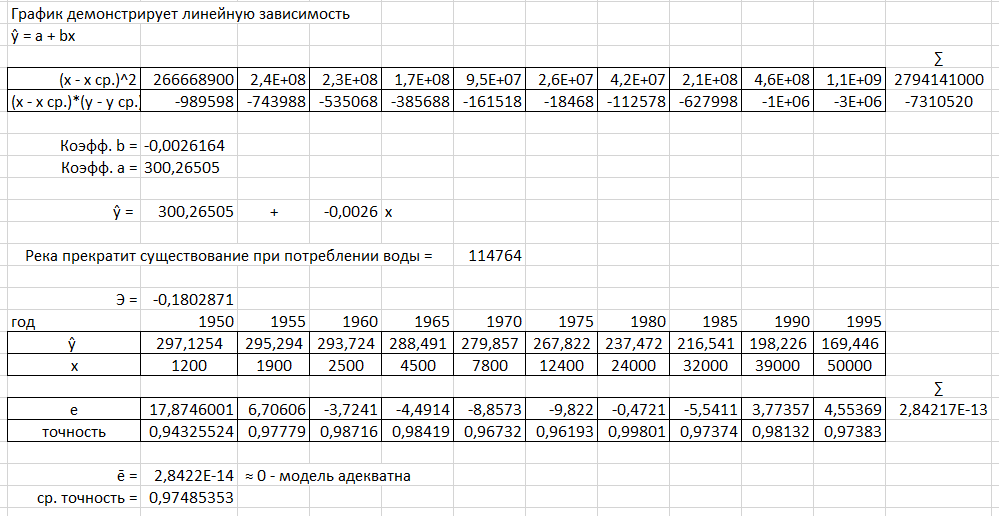 График демонстрирует линейную зависимость
ŷ = a + bx
∑
(x - x ср.)^2 266668900 2,4E+08 2,3E+08 1,7E+08 9,5E+07 2,6E+07 4,2E+07 2,1E+08 4,6E+08 1,1E+09 2794141000
(x - x ср.)*(y - y ср. -989598 -743988 -535068 -385688 -161518 -18468 -112578 -627998 -1E+06 -3E+06 -7310520
Коэфф. b = -0,0026164
Коэфф. a = 300,26505
ŷ = 300,26505 + -0,0026 x
Река прекратит существование при потреблении воды = 114764
Э = -0,1802871
год 1950 1955 1960 1965 1970 1975 1980 1985 1990 1995
ŷ 297,1254 295,294 293,724 288,491 279,857 267,822 237,472 216,541 198,226 169,446
x 1200 1900 2500 4500 7800 12400 24000 32000 39000 50000
∑
e 17,8746001 6,70606 -3,7241 -4,4914 -8,8573 -9,822 -0,4721 -5,5411 3,77357 4,55369 2,84217E-13
точность 0,94325524 0,97779 0,98716 0,98419 0,96732 0,96193 0,99801 0,97374 0,98132 0,97383
ē = 2,8422E-14 ≈ 0 - модель адекватна
ср. точность = 0,97485353